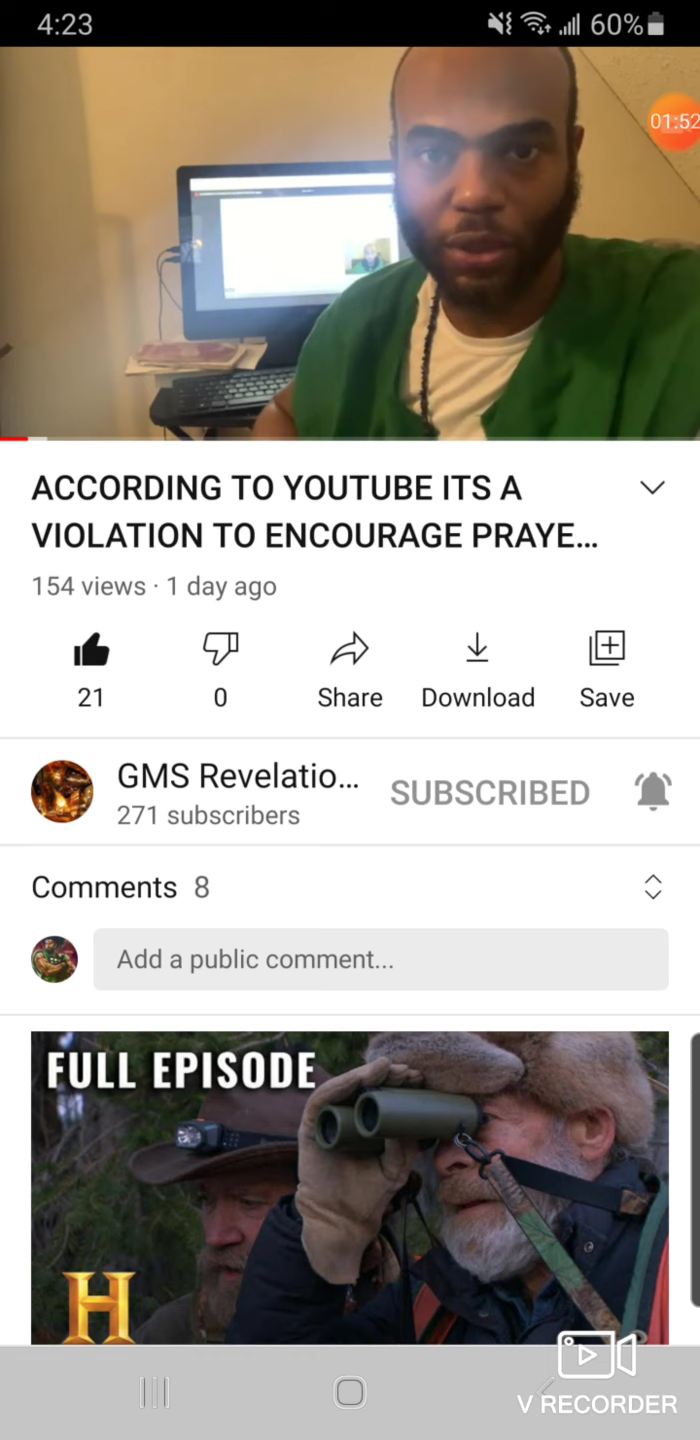 4:23
60%
01:52
ACCORDING TO YOUTUBE ITS A
VIOLATION TO ENCOURAGE PRAYE...
154 views · 1 day ago
21
0
Share
Download
Save
GMS Revelatio...
SUBSCRIBED
271 subscribers
Comments 8
Add a public comment...
FULL EPISODE
H
V RECORDER